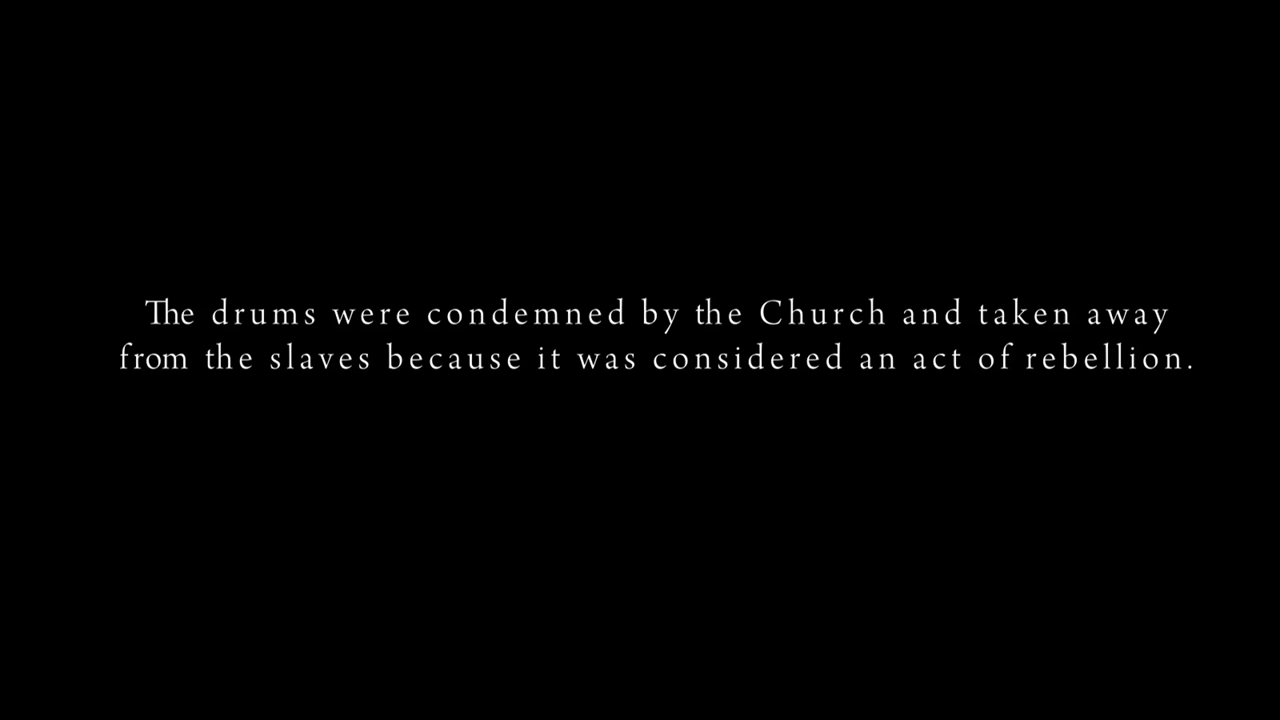 The drums were condemned by the Church and taken away
from the slaves because it was considered an act of rebellion.